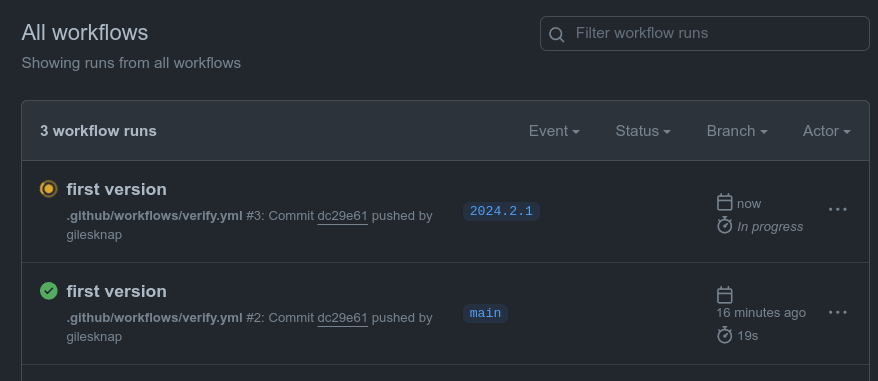 All workflows
Filter workflow runs
Showing runs from all workflows
3 workflow runs
Event
Status
Branch
Actor
first version
.github/workflows/verify.yml #3: Commit dc29e61 pushed by
gilesknap
2024.2.1
now
In progress
first version
.github/workflows/verify.yml #2: Commit dc29e61 pushed by
gilesknap
main
16 minutes ago
19s